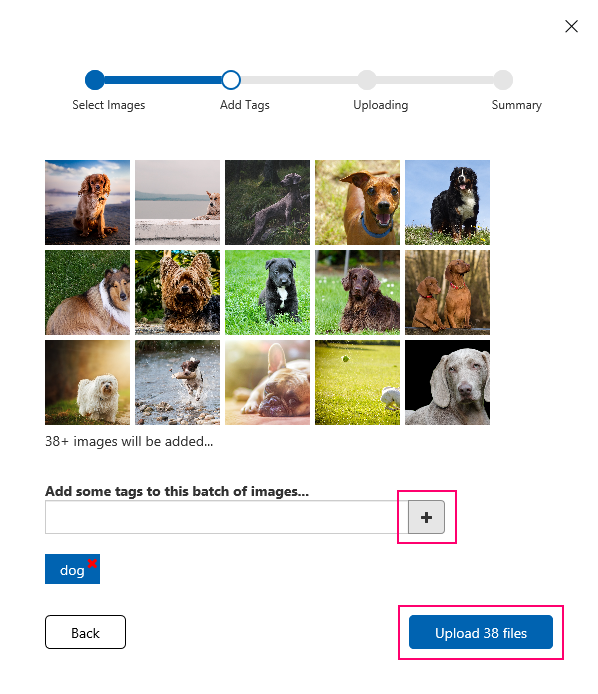 Select Images Add Tags Uploading Summary
38+ images will be added...
Add some tags to this batch of images...
+
dog
Back Upload 38 files